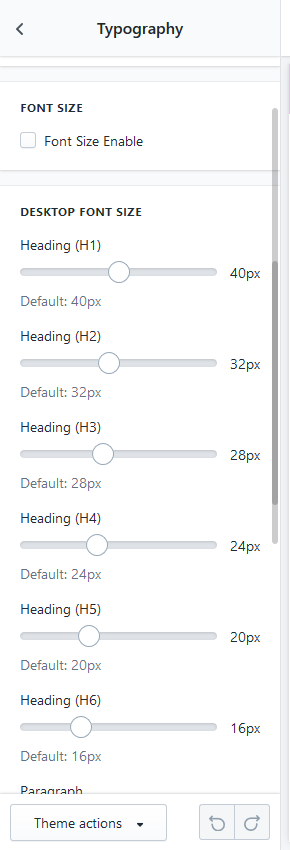 Typography
FONT SIZE
Font Size Enable
DESKTOP FONT SIZE
Heading (H1)
40px
Default: 40px
Heading (H2)
32px
Default: 32px
Heading (H3)
28px
Default: 28px
Heading (H4)
24px
Default: 24px
Heading (H5)
20px
Default: 20px
Heading (H6)
16px
Default: 16px
Paragraph
Theme actions